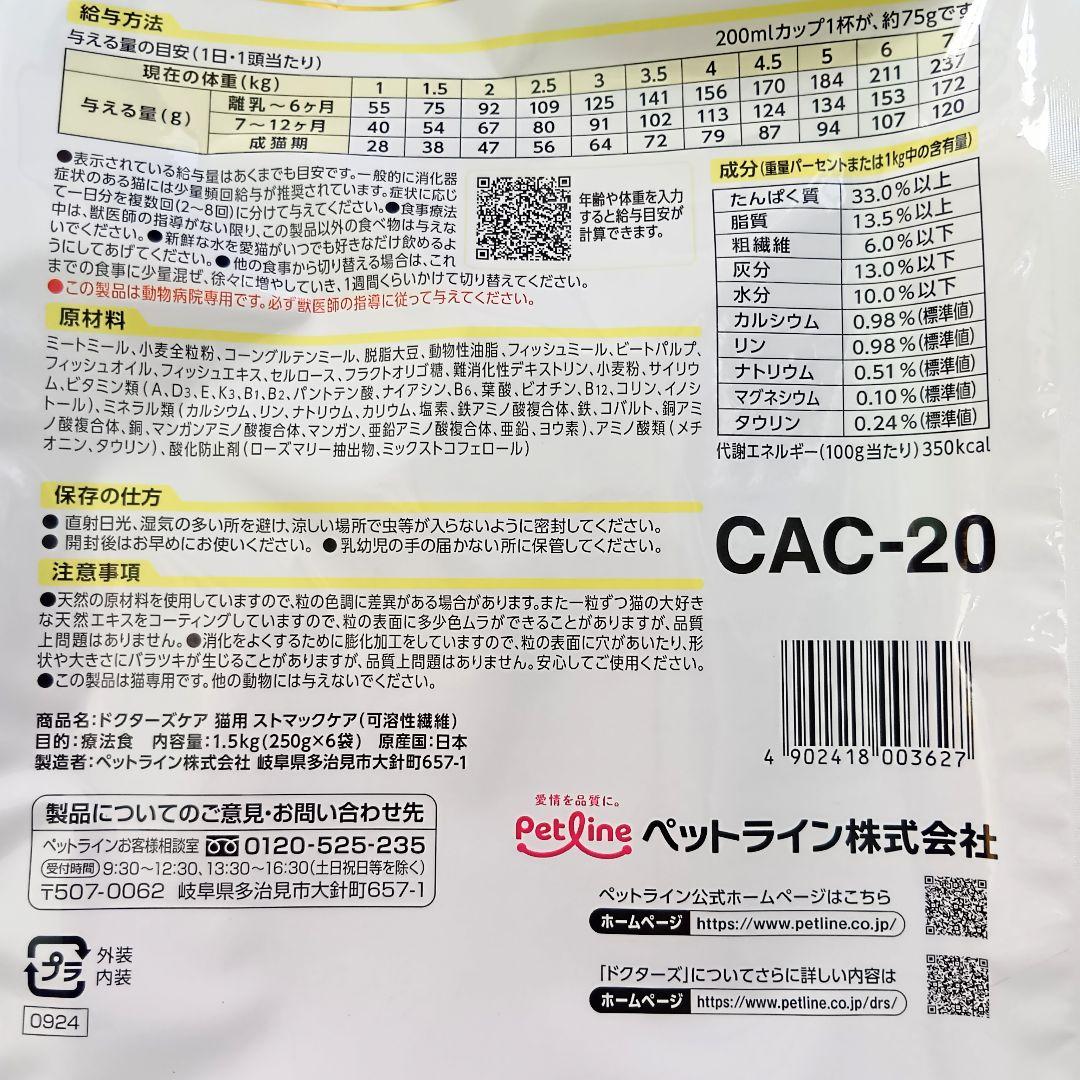 給与方法
200mlカップ1杯が、約75gです
与える量の目安(1日・1頭当たり)
現在の体重(kg) 1 1.5 2 2.5 3 3.5 4 4.5 5 6 7
与える量(g)
離乳～6ヶ月 55 75 92 109 125 141 156 170 184 211 237
7～12ヶ月 40 54 67 80 91 102 113 124 134 153 172
成猫期 28 38 47 56 64 72 79 87 94 107 120
●表示されている給与量はあくまでも目安です。一般的に消化器
症状のある猫には少量頻回給与が推奨されています。症状に応じ
て一日分を複数回(2～8回)に分けて与えてください。●食事療法
中は、獣医師の指導がない限り、この製品以外の食べ物は与えな
いでください。●新鮮な水を愛猫がいつでも好きなだけ飲めるよ
うにしてあげてください。●他の食事から切り替える場合は、これ
までの食事に少量混ぜ、徐々に増やしていき、1週間くらいかけて切り替えてください。
●この製品は動物病院専用です。必ず獣医師の指導に従って与えてください。
年齢や体重を入力
すると給与目安が
計算できます。
成分(重量パーセントまたは1kg中の含有量)
たんぱく質 33.0%以上
脂質 13.5%以上
粗繊維 6.0%以下
灰分 13.0%以下
水分 10.0%以下
カルシウム 0.98%(標準値)
リン 0.98%(標準値)
ナトリウム 0.51%(標準値)
マグネシウム 0.10%(標準値)
タウリン 0.24%(標準値)
代謝エネルギー(100g当たり)350kcal
原材料
ミートミール、小麦全粒粉、コーングルテンミール、脱脂大豆、動物性油脂、フィッシュミール、ビートパルプ、
フィッシュオイル、フィッシュエキス、セルロース、フラクトオリゴ糖、難消化性デキストリン、小麦粉、サイリウ
ム、ビタミン類(A、D3、E、K3、B1、B2、パントテン酸、ナイアシン、B6、葉酸、ビオチン、B12、コリン、イノシ
トール)、ミネラル類(カルシウム、リン、ナトリウム、カリウム、塩素、鉄アミノ酸複合体、鉄、コバルト、銅アミ
ノ酸複合体、銅、マンガンアミノ酸複合体、マンガン、亜鉛アミノ酸複合体、亜鉛、ヨウ素)、アミノ酸類(メチ
オニン、タウリン)、酸化防止剤(ローズマリー抽出物、ミックストコフェロール)
保存の仕方
●直射日光、湿気の多い所を避け、涼しい場所で虫等が入らないように密封してください。
●開封後はお早めにお使いください。●乳幼児の手の届かない所に保管してください。
注意事項
●天然の原材料を使用していますので、粒の色調に差異がある場合があります。また一粒ずつ猫の大好き
な天然エキスをコーティングしていますので、粒の表面に多少色ムラができることがありますが、品質
上問題はありません。●消化をよくするために膨化加工をしていますので、粒の表面に穴があいたり、形
状や大きさにバラツキが生じることがありますが、品質上問題はありません。安心してご使用ください。
●この製品は猫専用です。他の動物には与えないでください。
CAC-20
4 902418 003627
商品名:ドクターズケア 猫用 ストマックケア(可溶性繊維)
目的:療法食 内容量:1.5kg(250g×6袋) 原産国:日本
製造者:ペットライン株式会社 岐阜県多治見市大針町657-1
製品についてのご意見・お問い合わせ先
ペットラインお客様相談室 0120-525-235
受付時間 9:30～12:30、13:30～16:30(土日祝日等を除く)
〒507-0062 岐阜県多治見市大針町657-1
愛情を品質に。
Petline ペットライン株式会社
ペットライン公式ホームページはこちら
ホームページ https://www.petline.co.jp/
「ドクターズ」についてさらに詳しい内容は
ホームページ https://www.petline.co.jp/drs/
プラ
外装
内装
0924